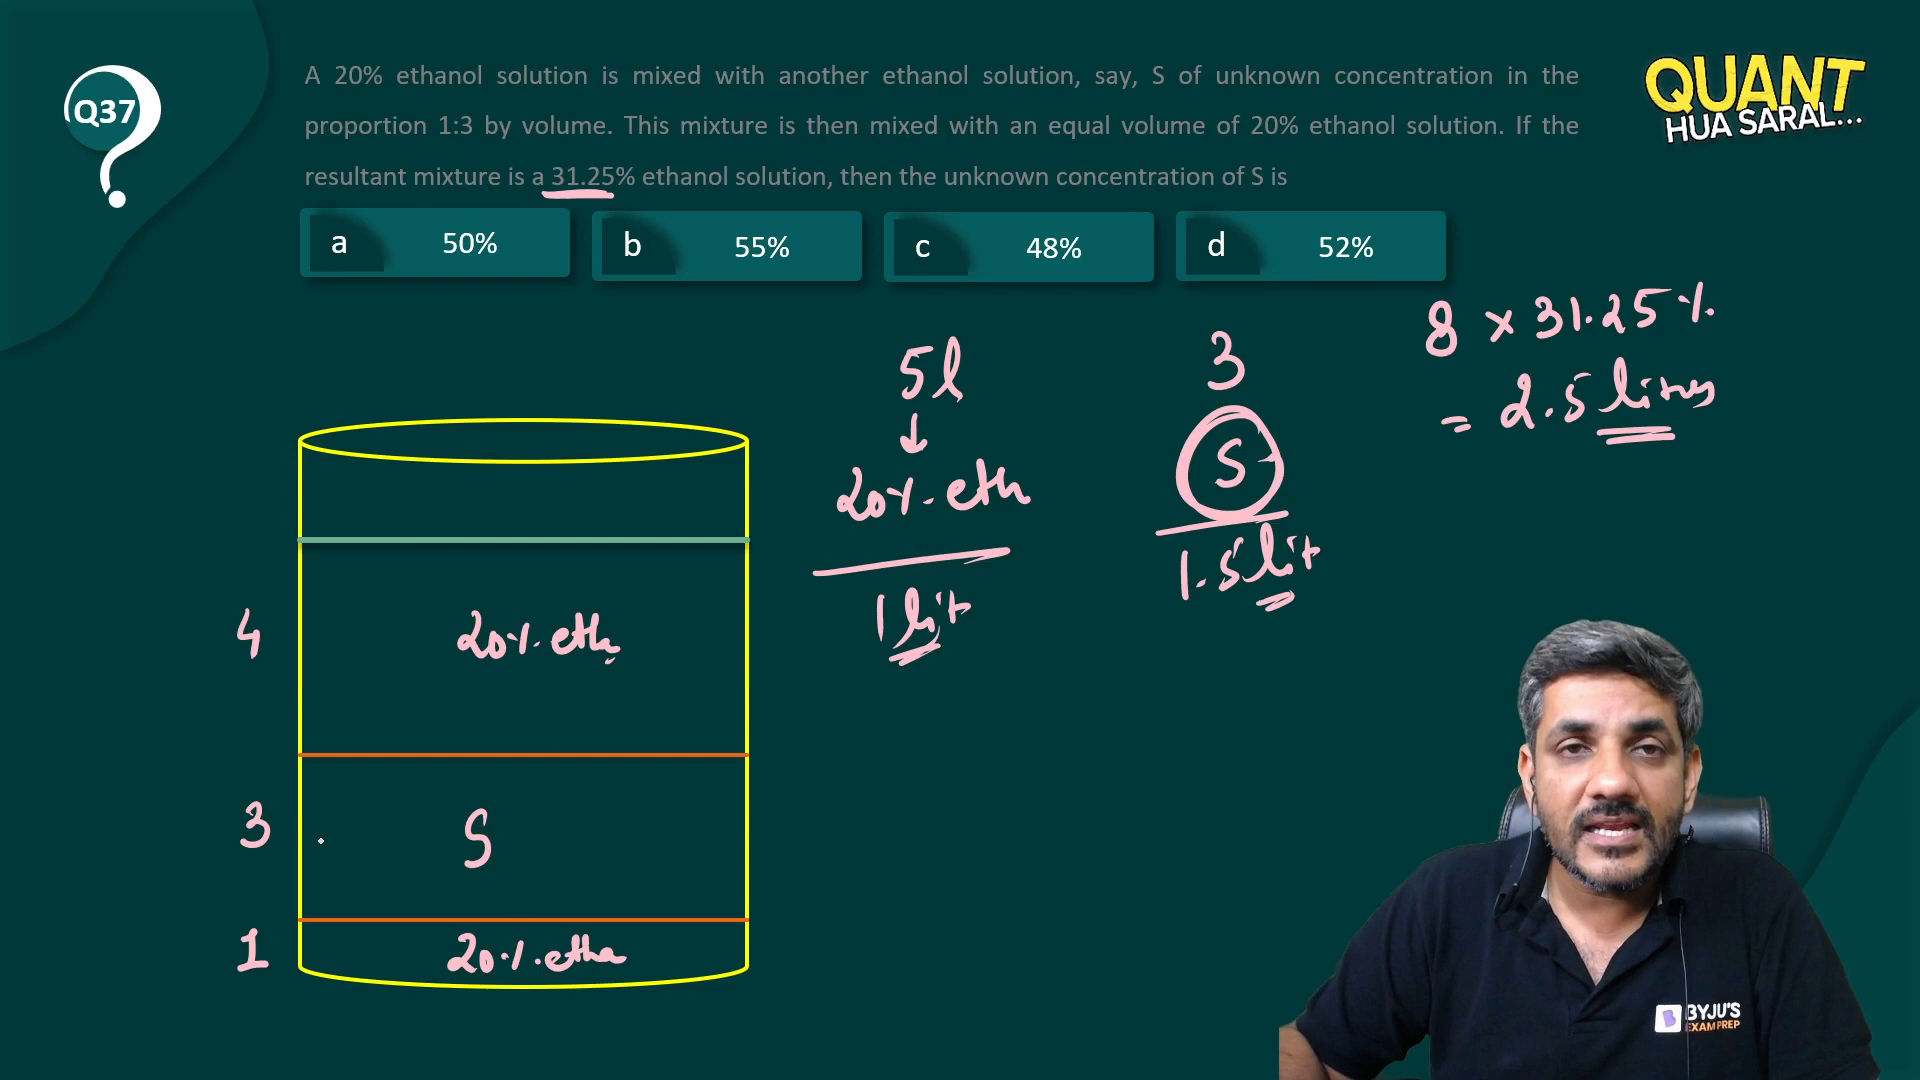 Q37
A 20% ethanol solution is mixed with another ethanol solution, say, S of unknown concentration in the
proportion 1:3 by volume. This mixture is then mixed with an equal volume of 20% ethanol solution. If the
resultant mixture is a 31.25% ethanol solution, then the unknown concentration of S is
QUANT
HUA SARAL...
a 50%
b 55%
c 48%
d 52%
8 × 31.25%
= 2.5 litres
5l
↓
20% eth
1 lit
3
S
1.5 lit
4 20% eth
3 S
1 20% etha
BYJU'S
EXAM PREP